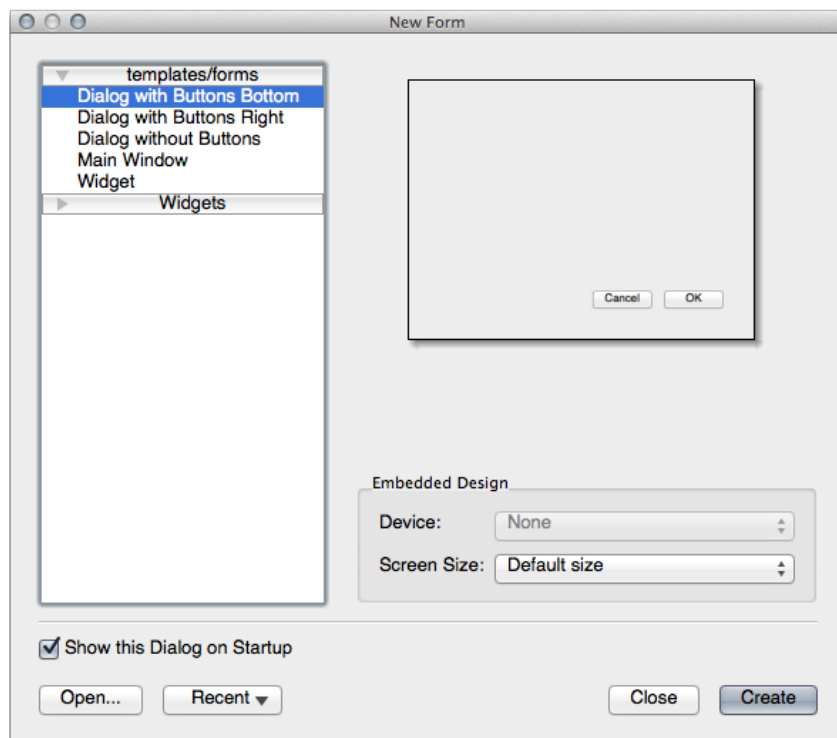 New Form
templates/forms
Dialog with Buttons Bottom
Dialog with Buttons Right
Dialog without Buttons
Main Window
Widget
Widgets
Cancel OK
Embedded Design
Device: None
Screen Size: Default size
Show this Dialog on Startup
Open... Recent Close Create